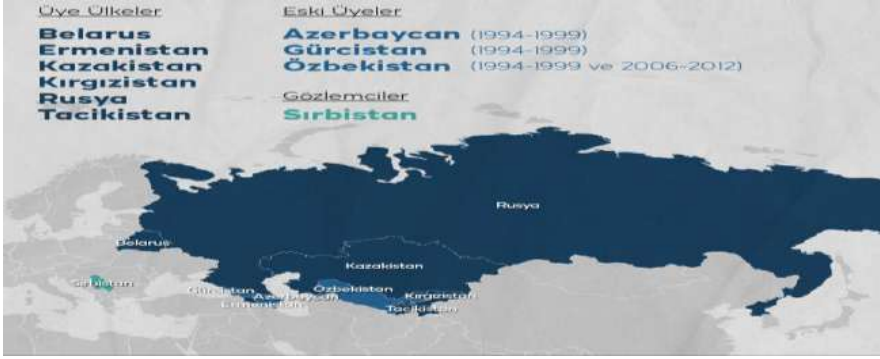 Üye Ülkeler
Belarus
Ermenistan
Kazakistan
Kırgızistan
Rusya
Tacikistan
Eski Üyeler
Azerbaycan (1994-1999)
Gürcistan (1994-1999)
Özbekistan (1994-1999 ve 2006-2012)
Gözlemciler
Sırbistan
Rusya
Belarus
Kazakistan
Sırbistan
Gürcistan
Azerbaycan
Ermenistan
Özbekistan
Kırgızistan
Tacikistan